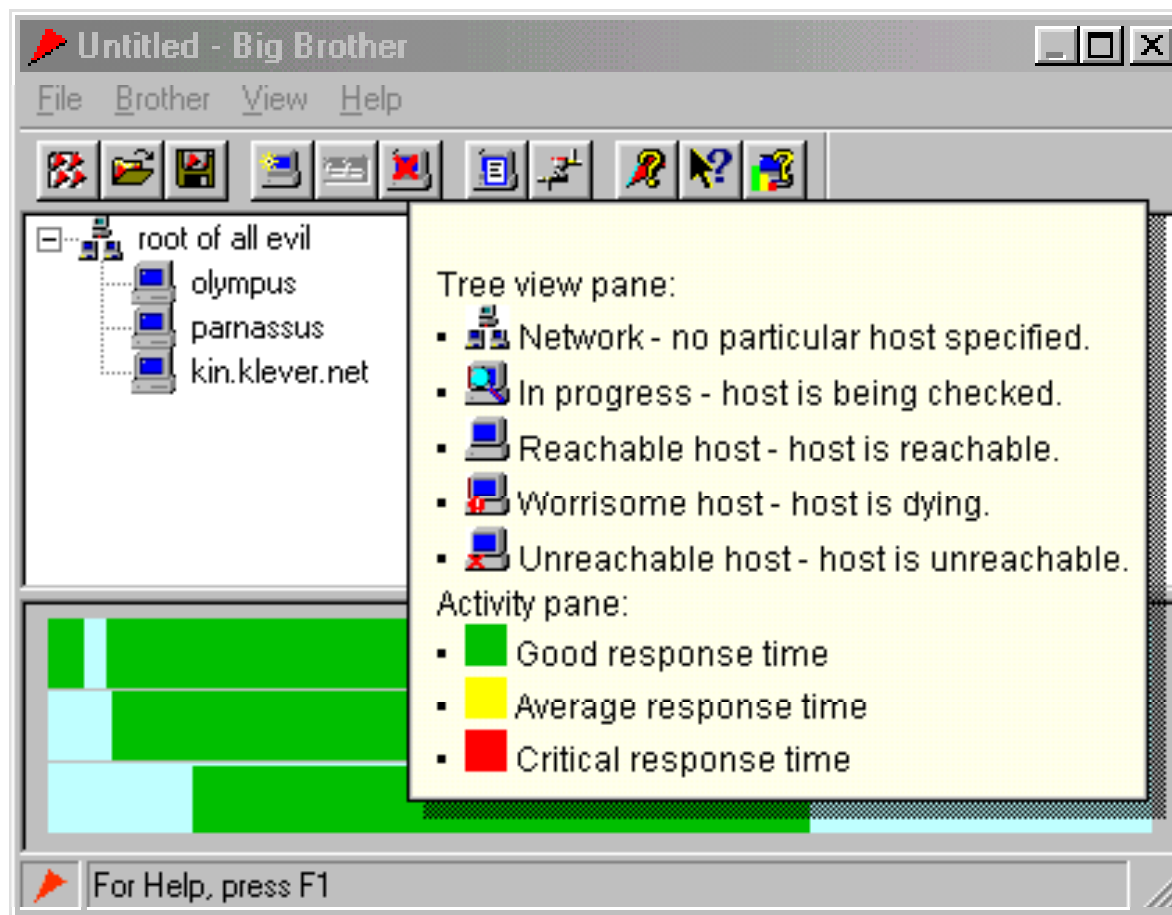 Untitled - Big Brother
File Brother View Help
root of all evil
olympus
parnassus
kin.klever.net
Tree view pane:
Network - no particular host specified.
In progress - host is being checked.
Reachable host - host is reachable.
Worrisome host - host is dying.
Unreachable host - host is unreachable.
Activity pane:
Good response time
Average response time
Critical response time
For Help, press F1